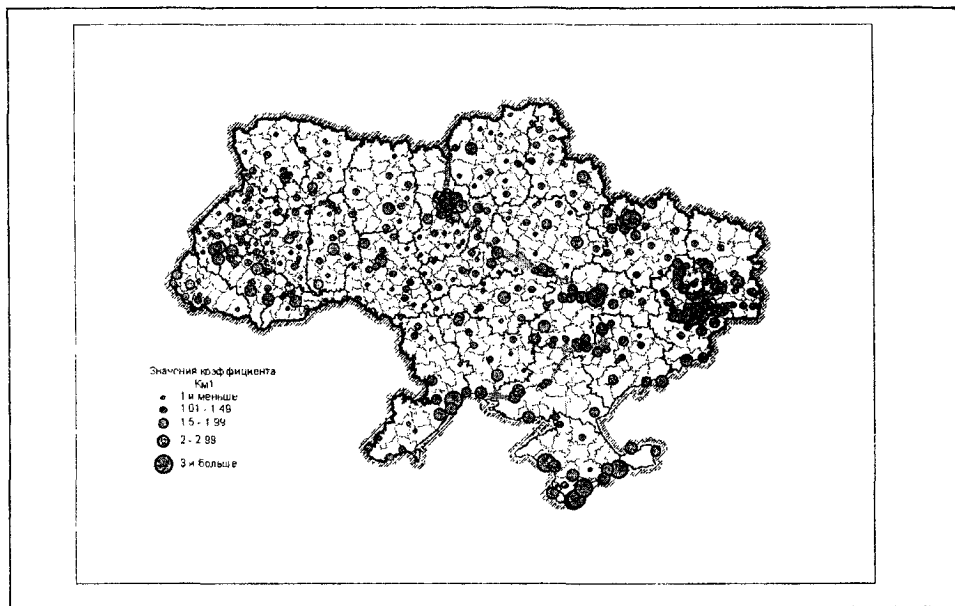 Значения коэффициента
Км1
1 и меньше
1.01 - 1.49
1.5 - 1.99
2 - 2.99
3 и больше